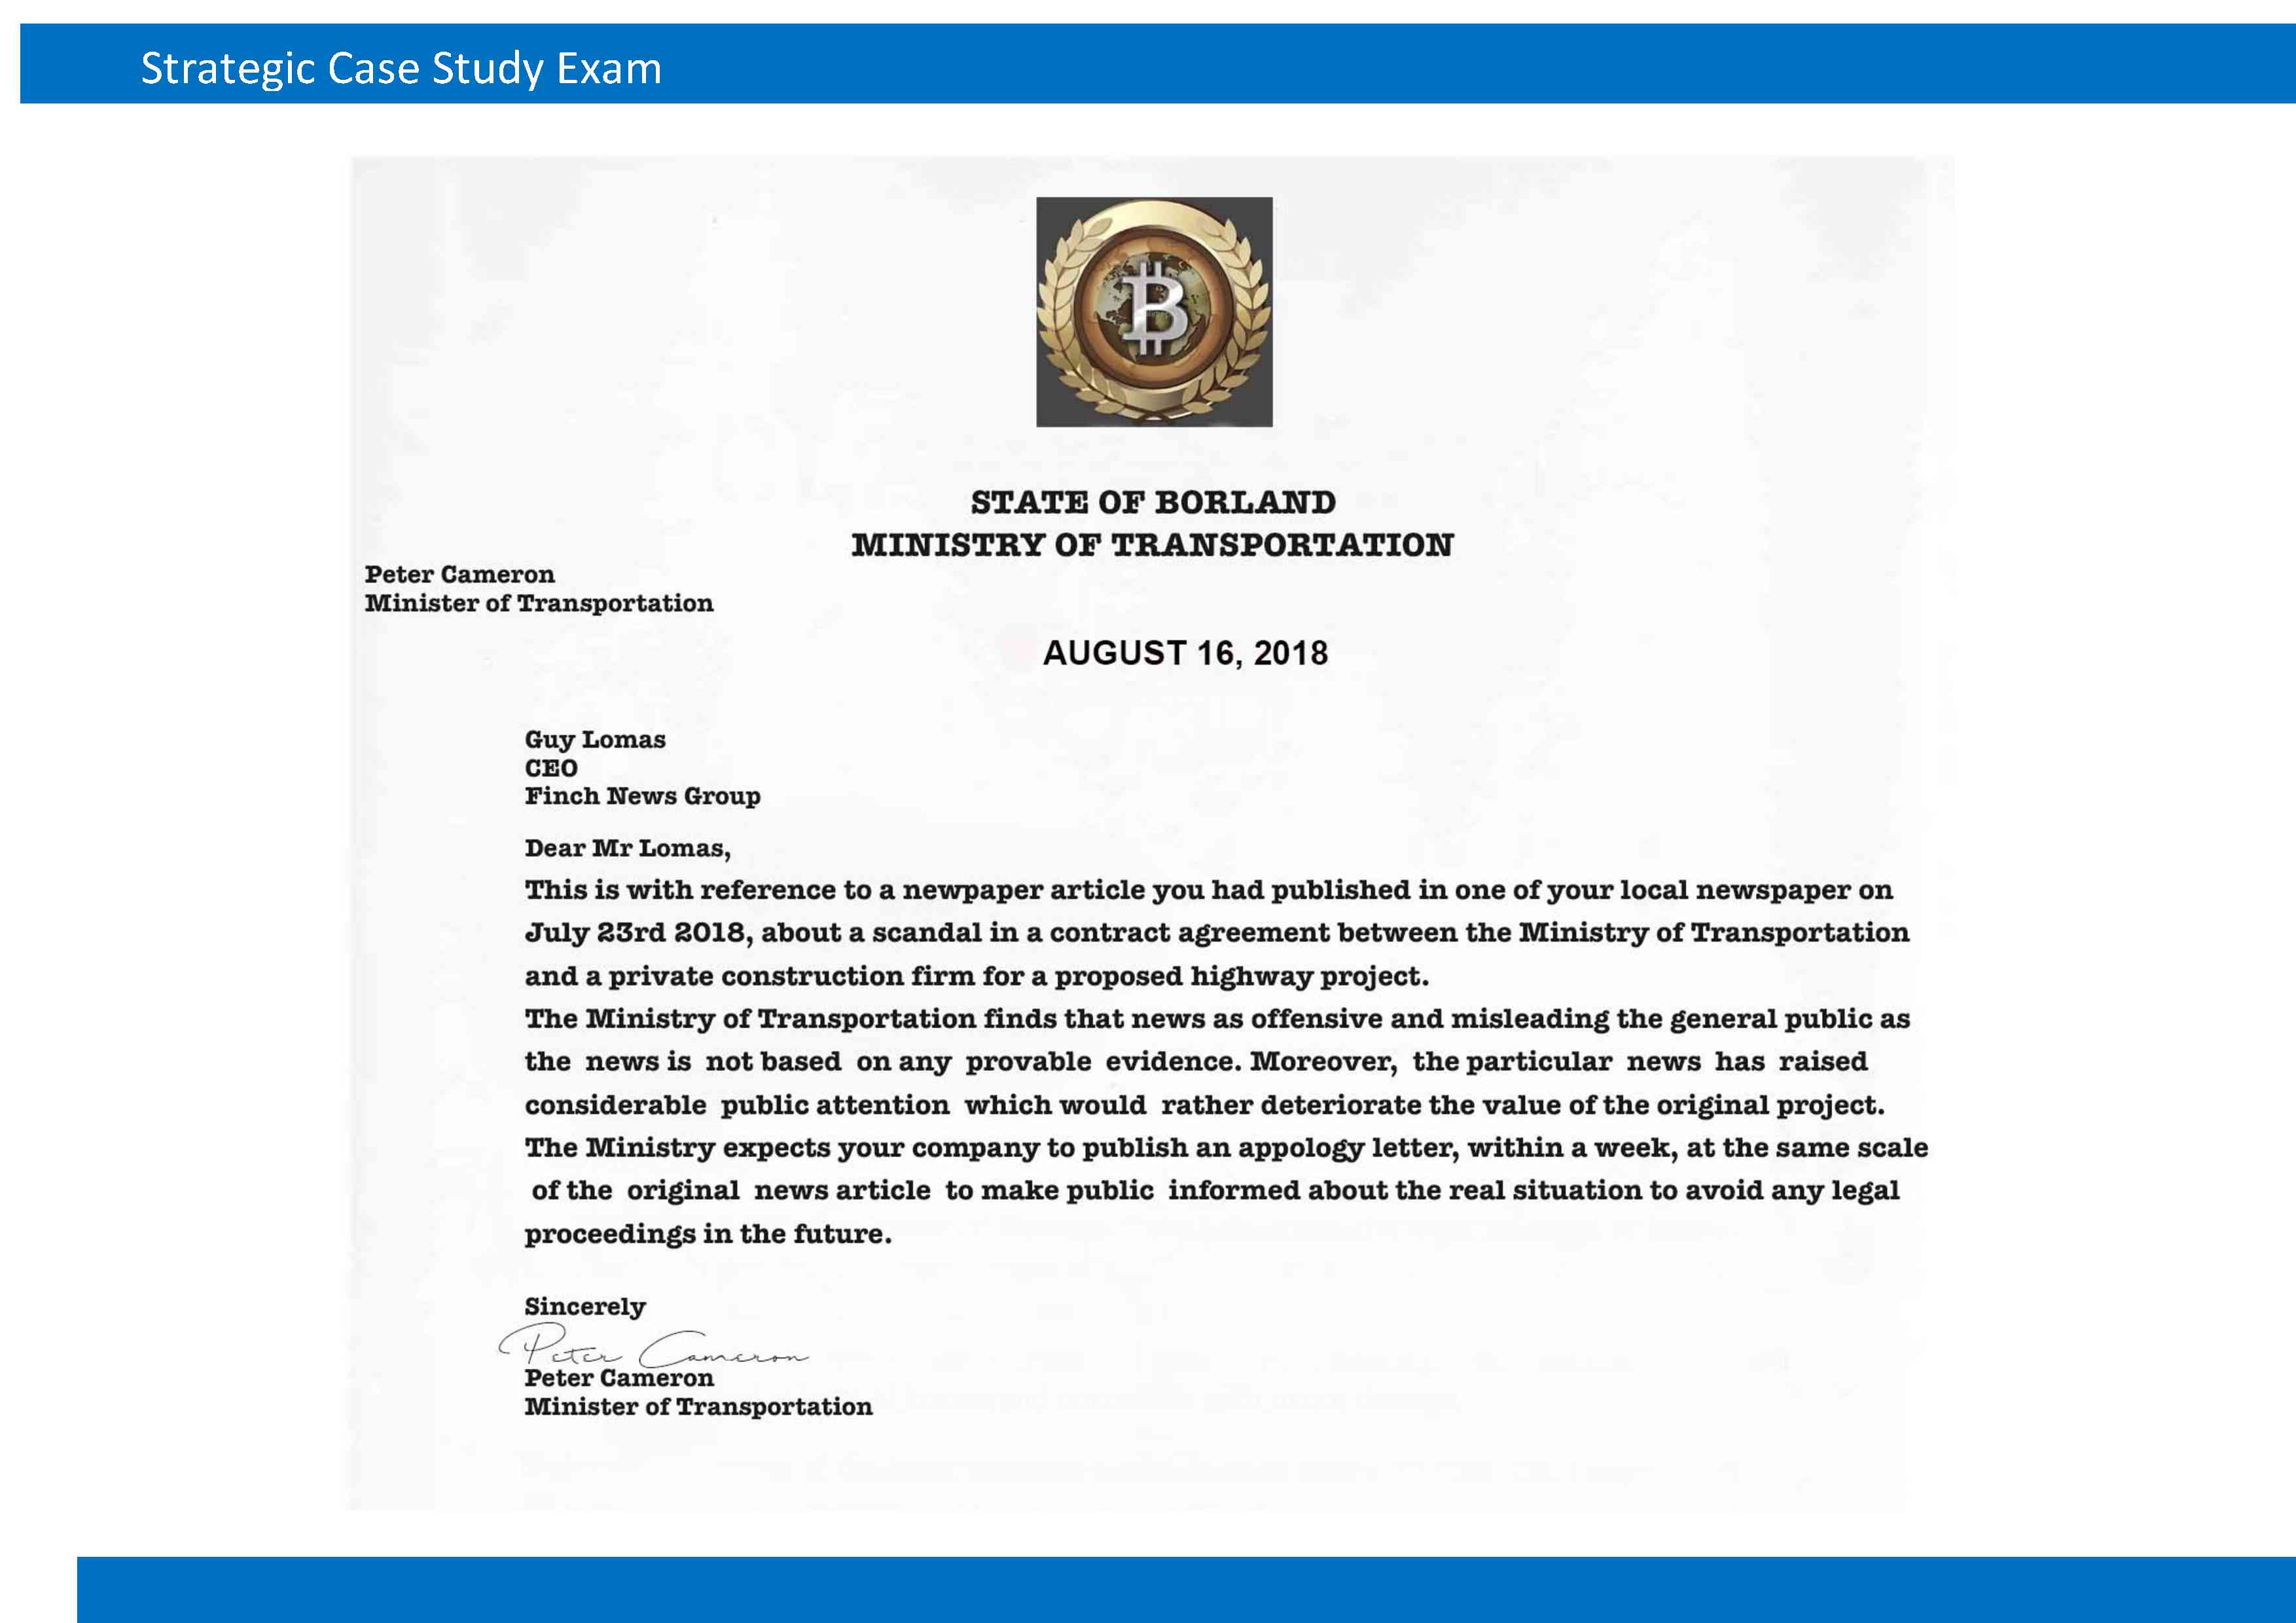 Strategic Case Study Exam
₿
STATE OF BORLAND
MINISTRY OF TRANSPORTATION
Peter Cameron
Minister of Transportation
AUGUST 16, 2018
Guy Lomas
CEO
Finch News Group
Dear Mr Lomas,
This is with reference to a newpaper article you had published in one of your local newspaper on
July 23rd 2018, about a scandal in a contract agreement between the Ministry of Transportation
and a private construction firm for a proposed highway project.
The Ministry of Transportation finds that news as offensive and misleading the general public as
the news is not based on any provable evidence. Moreover, the particular news has raised
considerable public attention which would rather deteriorate the value of the original project.
The Ministry expects your company to publish an appology letter, within a week, at the same scale
of the original news article to make public informed about the real situation to avoid any legal
proceedings in the future.
Sincerely
Peter Cameron
Peter Cameron
Minister of Transportation